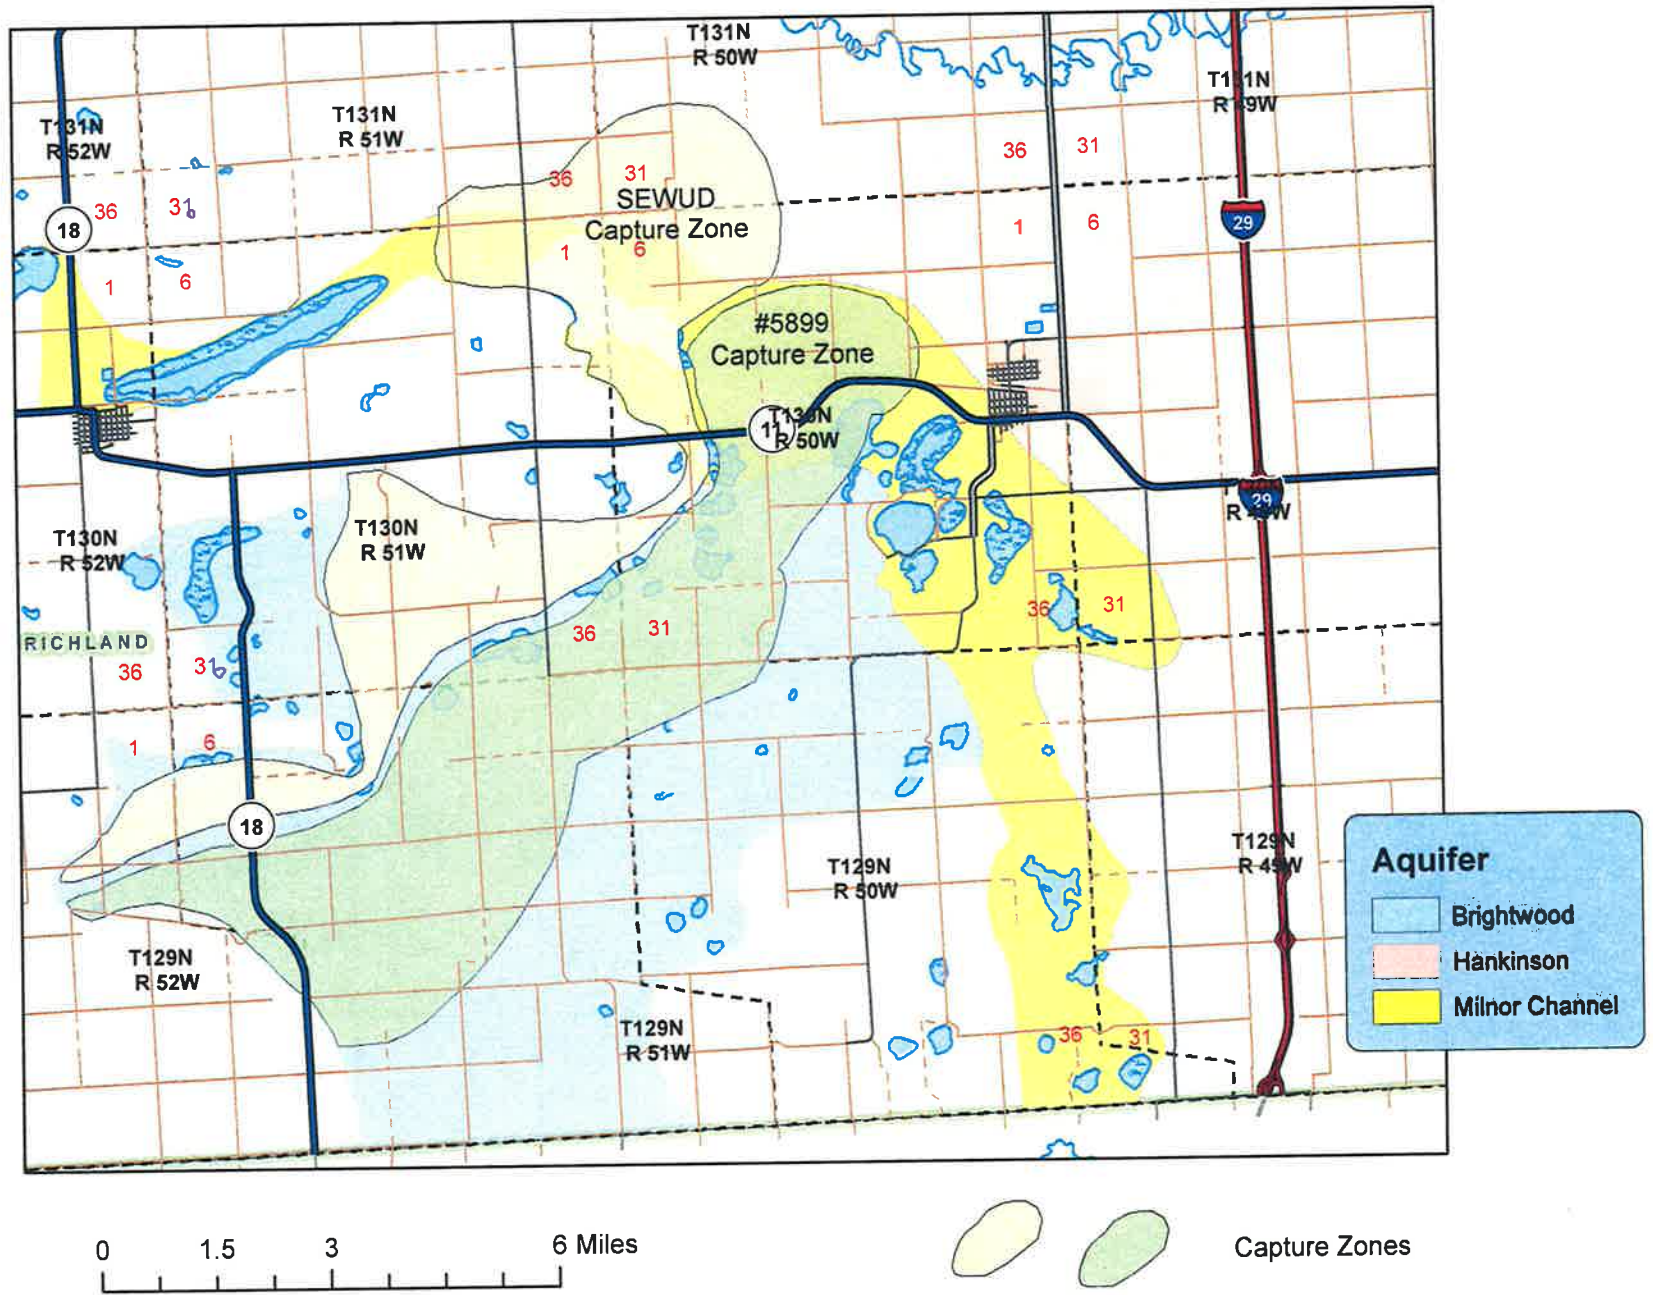 T131N
R 50W
T131N
R 49W
T131N
R 51W
T131N
R 52W
36
31
36
31
36
31
SEWUD
Capture Zone
18
29
1
6
1
6
1
6
#5899
Capture Zone
11
T130N
R 50W
29
T130N
R 51W
T130N
R 52W
36
31
36
31
RICHLAND
36
31
1
6
18
T129N
R 49W
T129N
R 50W
T129N
R 52W
T129N
R 51W
36
31
Aquifer
Brightwood
Hankinson
Milnor Channel
0
1.5
3
6 Miles
Capture Zones